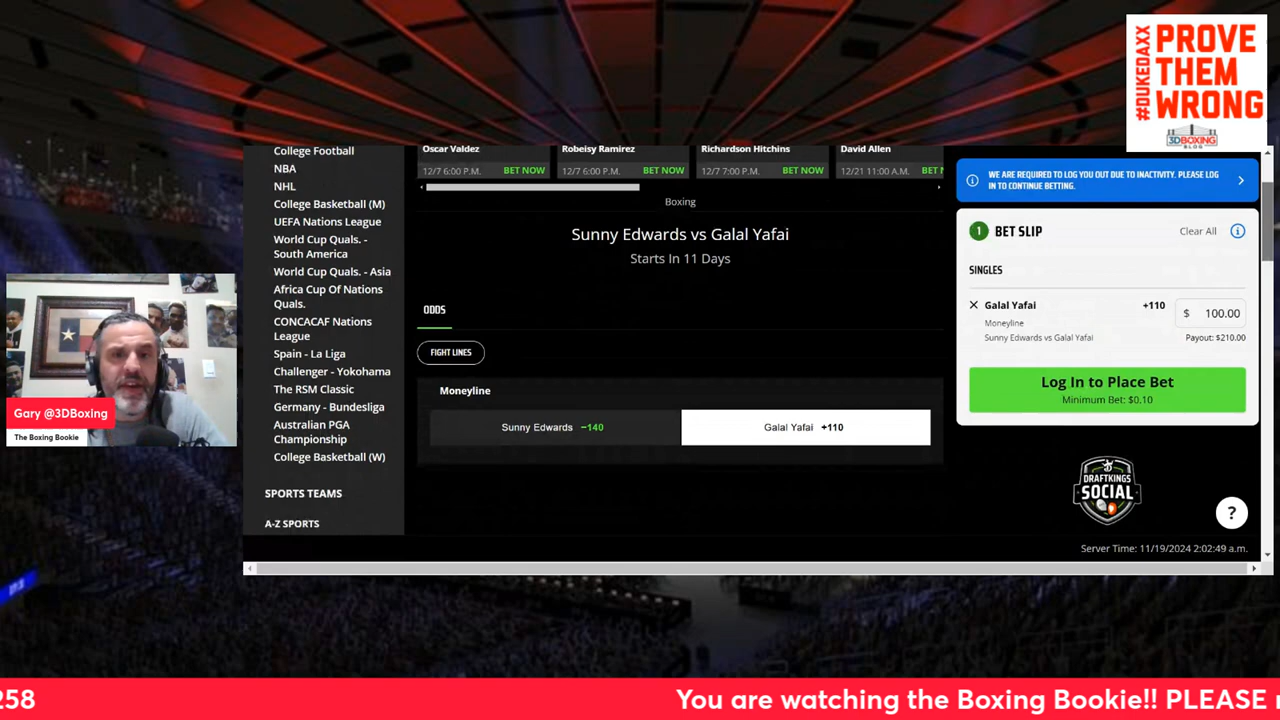 #DUKEDAXX
PROVE
THEM
WRONG
3DBOXING
BLOG
College Football
NBA
NHL
College Basketball (M)
UEFA Nations League
World Cup Quals. -
South America
World Cup Quals. - Asia
Africa Cup Of Nations
Quals.
CONCACAF Nations
League
Spain - La Liga
Challenger - Yokohama
The RSM Classic
Germany - Bundesliga
Australian PGA
Championship
College Basketball (W)
SPORTS TEAMS
A-Z SPORTS
Oscar Valdez
12/7 6:00 P.M. BET NOW
Robeisy Ramirez
12/7 6:00 P.M. BET NOW
Richardson Hitchins
12/7 7:00 P.M. BET NOW
David Allen
12/21 11:00 A.M. BET N
Boxing
Sunny Edwards vs Galal Yafai
Starts In 11 Days
ODDS
FIGHT LINES
Moneyline
Sunny Edwards −140
Galal Yafai +110
WE ARE REQUIRED TO LOG YOU OUT DUE TO INACTIVITY. PLEASE LOG
IN TO CONTINUE BETTING.
1 BET SLIP Clear All
SINGLES
Galal Yafai +110 $ 100.00
Moneyline
Sunny Edwards vs Galal Yafai Payout: $210.00
Log In to Place Bet
Minimum Bet: $0.10
DRAFTKINGS
SOCIAL
?
Server Time: 11/19/2024 2:02:49 a.m.
Gary @3DBoxing
The Boxing Bookie
258 You are watching the Boxing Bookie!! PLEASE